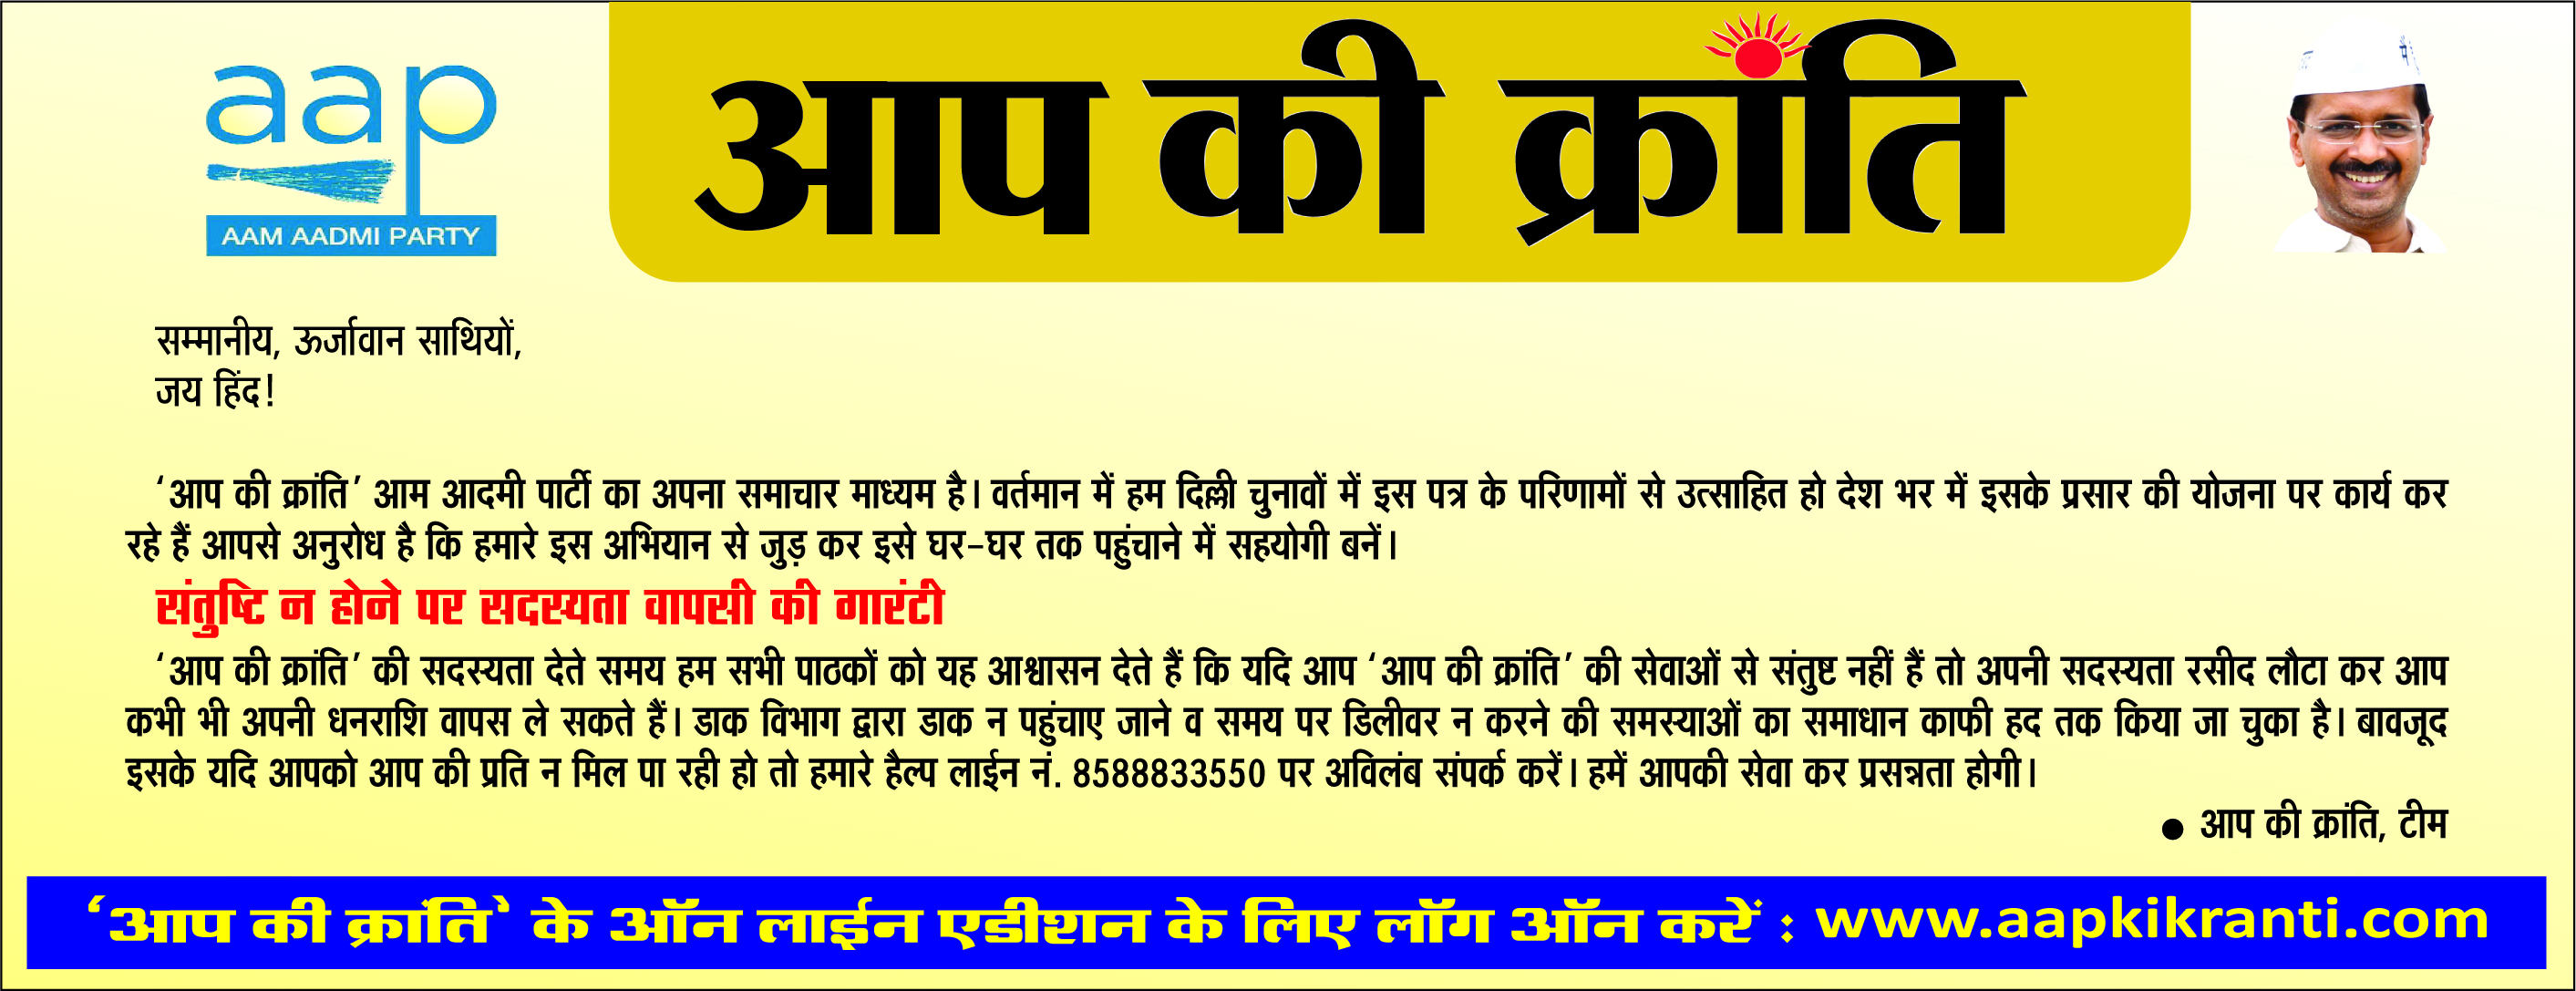 aap
AAM AADMI PARTY
आप की क्रांति
सम्मानीय, ऊर्जावान साथियों,
जय हिंद!
‘आप की क्रांति’ आम आदमी पार्टी का अपना समाचार माध्यम है। वर्तमान में हम दिल्ली चुनावों में इस पत्र के परिणामों से उत्साहित हो देश भर में इसके प्रसार की योजना पर कार्य कर
रहे हैं आपसे अनुरोध है कि हमारे इस अभियान से जुड़ कर इसे घर-घर तक पहुंचाने में सहयोगी बनें।
संतुष्टि न होने पर सदस्यता वापसी की गारंटी
‘आप की क्रांति’ की सदस्यता देते समय हम सभी पाठकों को यह आश्वासन देते हैं कि यदि आप ‘आप की क्रांति’ की सेवाओं से संतुष्ट नहीं हैं तो अपनी सदस्यता रसीद लौटा कर आप
कभी भी अपनी धनराशि वापस ले सकते हैं। डाक विभाग द्वारा डाक न पहुंचाए जाने व समय पर डिलीवर न करने की समस्याओं का समाधान काफी हद तक किया जा चुका है। बावजूद
इसके यदि आपको आप की प्रति न मिल पा रही हो तो हमारे हैल्प लाईन नं. 8588833550 पर अविलंब संपर्क करें। हमें आपकी सेवा कर प्रसन्नता होगी।
● आप की क्रांति, टीम
‘आप की क्रांति’ के ऑन लाईन एडीशन के लिए लॉग ऑन करें : www.aapkikranti.com